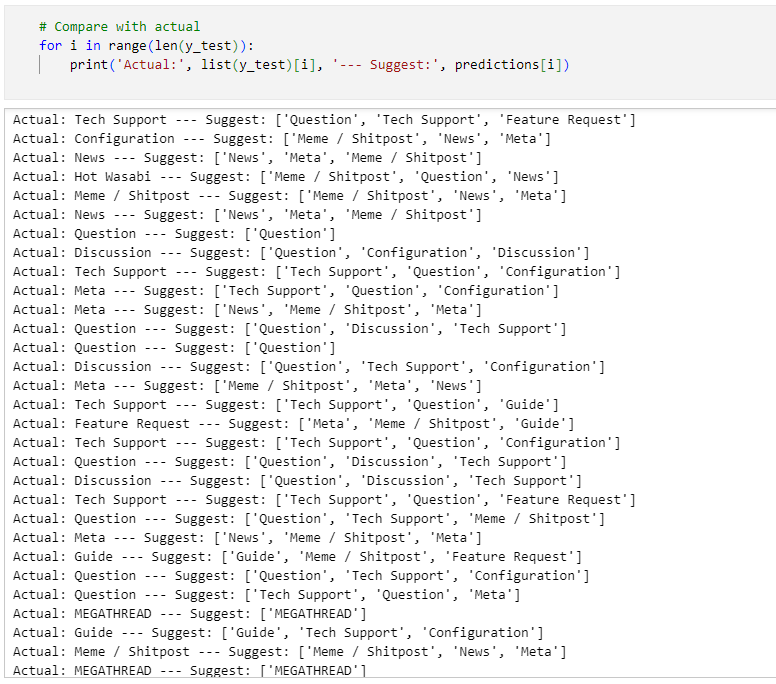 # Compare with actual
for i in range(len(y_test)):
print('Actual:', list(y_test)[i], '--- Suggest:', predictions[i])
Actual: Tech Support --- Suggest: ['Question', 'Tech Support', 'Feature Request']
Actual: Configuration --- Suggest: ['Meme / Shitpost', 'News', 'Meta']
Actual: News --- Suggest: ['News', 'Meta', 'Meme / Shitpost']
Actual: Hot Wasabi --- Suggest: ['Meme / Shitpost', 'Question', 'News']
Actual: Meme / Shitpost --- Suggest: ['Meme / Shitpost', 'News', 'Meta']
Actual: News --- Suggest: ['News', 'Meta', 'Meme / Shitpost']
Actual: Question --- Suggest: ['Question']
Actual: Discussion --- Suggest: ['Question', 'Configuration', 'Discussion']
Actual: Tech Support --- Suggest: ['Tech Support', 'Question', 'Configuration']
Actual: Meta --- Suggest: ['Tech Support', 'Question', 'Configuration']
Actual: Meta --- Suggest: ['News', 'Meme / Shitpost', 'Meta']
Actual: Question --- Suggest: ['Question', 'Discussion', 'Tech Support']
Actual: Question --- Suggest: ['Question']
Actual: Discussion --- Suggest: ['Question', 'Tech Support', 'Configuration']
Actual: Meta --- Suggest: ['Meme / Shitpost', 'Meta', 'News']
Actual: Tech Support --- Suggest: ['Tech Support', 'Question', 'Guide']
Actual: Feature Request --- Suggest: ['Meta', 'Meme / Shitpost', 'Guide']
Actual: Tech Support --- Suggest: ['Tech Support', 'Question', 'Configuration']
Actual: Question --- Suggest: ['Question', 'Discussion', 'Tech Support']
Actual: Discussion --- Suggest: ['Question', 'Discussion', 'Tech Support']
Actual: Tech Support --- Suggest: ['Tech Support', 'Question', 'Feature Request']
Actual: Question --- Suggest: ['Question', 'Tech Support', 'Meme / Shitpost']
Actual: Meta --- Suggest: ['News', 'Meme / Shitpost', 'Meta']
Actual: Guide --- Suggest: ['Guide', 'Meme / Shitpost', 'Feature Request']
Actual: Question --- Suggest: ['Question', 'Tech Support', 'Configuration']
Actual: Question --- Suggest: ['Tech Support', 'Question', 'Meta']
Actual: MEGATHREAD --- Suggest: ['MEGATHREAD']
Actual: Guide --- Suggest: ['Guide', 'Tech Support', 'Configuration']
Actual: Meme / Shitpost --- Suggest: ['Meme / Shitpost', 'News', 'Meta']
Actual: MEGATHREAD --- Suggest: ['MEGATHREAD']